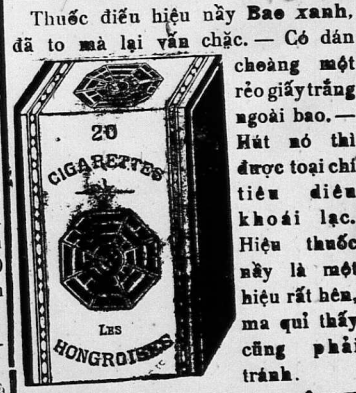 Thuốc điếu hiệu nầy Bao xanh,
đã to mà lại vấn chặc. — Có dán
choàng một
rẻo giấy trắng
ngoài bao. —
Hút nó thì
được toại chí
tiêu diêu
khoái lạc.
Hiệu thuốc
nầy là một
hiệu rất hên,
ma quỉ thấy
cũng phải
tránh.
20
CIGARETTES
LES
HONGROISES